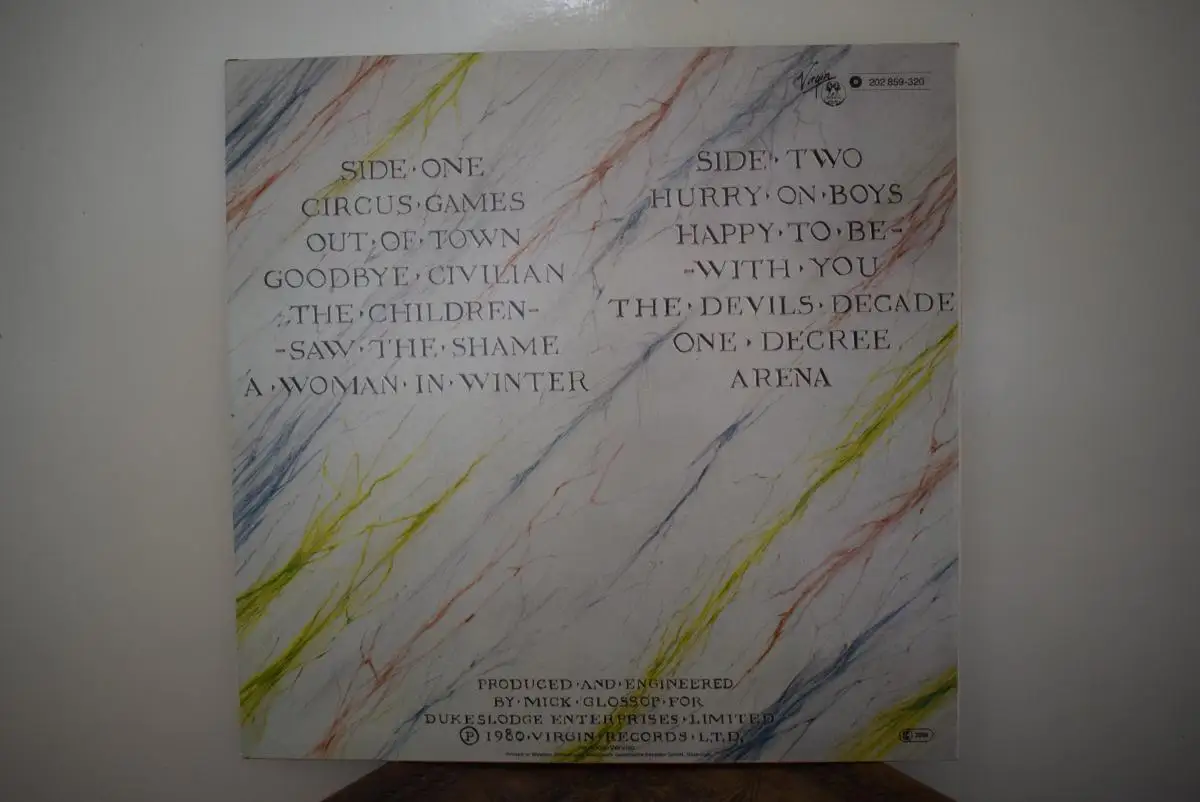 Virgin
202 859-320
SIDE·ONE
CIRCUS·GAMES
OUT·OF·TOWN
GOODBYE·CIVILIAN
THE·CHILDREN-
-SAW·THE·SHAME
A·WOMAN·IN·WINTER
SIDE·TWO
HURRY·ON·BOYS
HAPPY·TO·BE-
-WITH·YOU
THE·DEVILS·DECADE
ONE·DECREE
ARENA
PRODUCED·AND·ENGINEERED
BY·MICK·GLOSSOP·FOR
DUKESLODGE ENTERPRISES·LIMITED
Ⓟ 1980·VIRGIN·RECORDS·L.T.D.